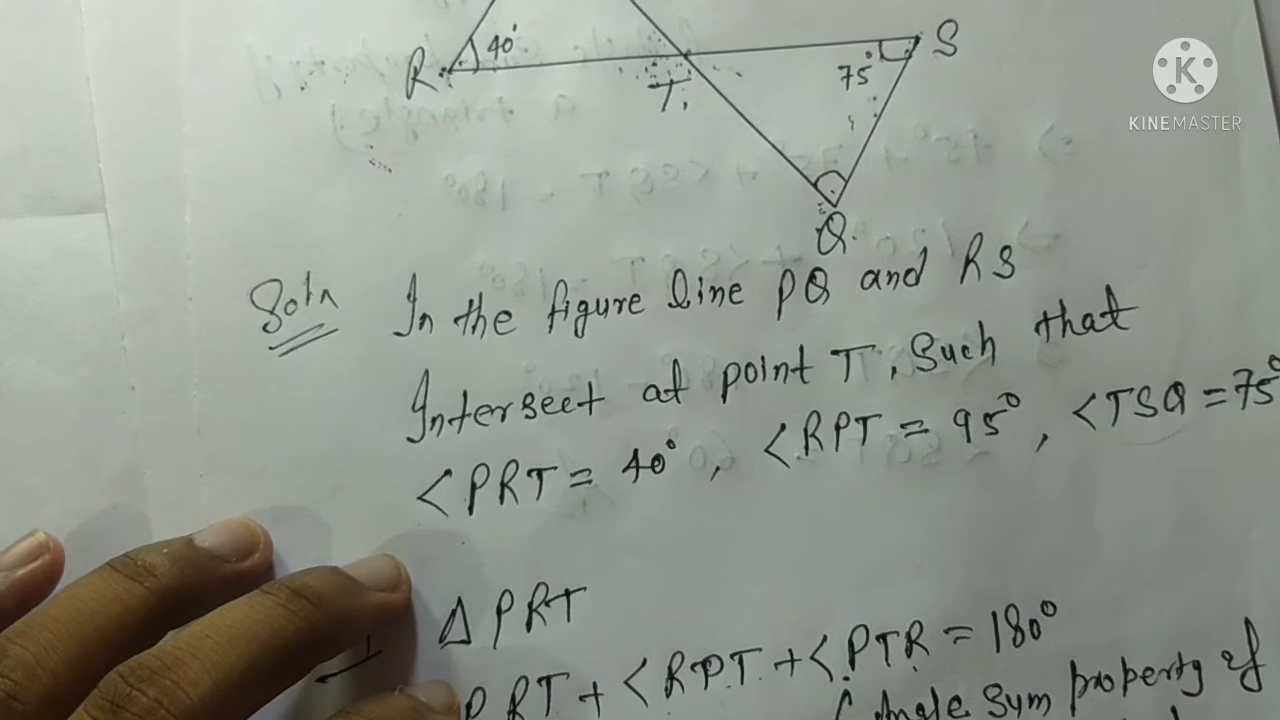 R 40° S
75°
T.
Q.
KINEMASTER
Soln In the figure line PQ and RS
Intersect at point T, Such that
<PRT = 40°, <RPT = 95°, <TSQ = 75°
Δ PRT
PRT + <RPT + <PTR = 180°
(Angle Sum property of